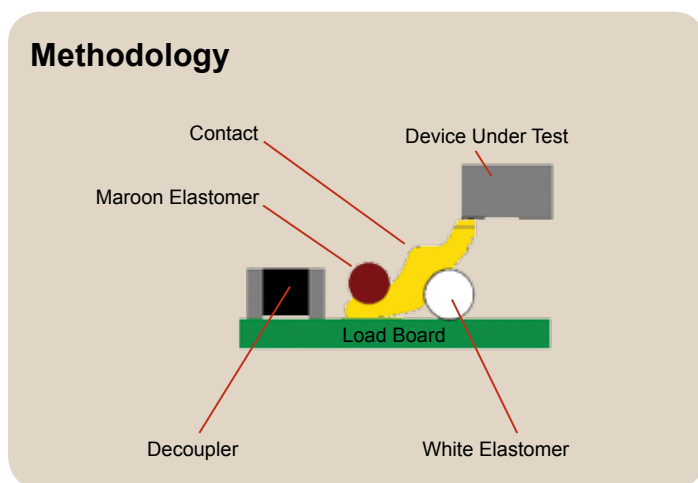 Methodology
Contact
Device Under Test
Maroon Elastomer
Load Board
Decoupler
White Elastomer